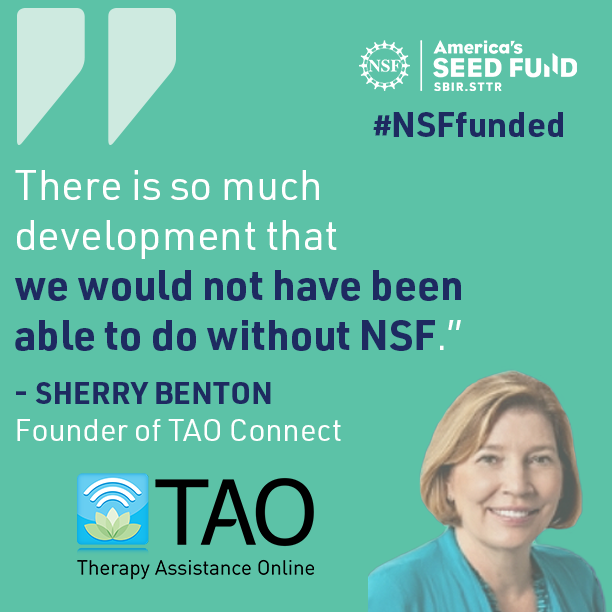 NSF
America's
SEED FUND
SBIR.STTR
#NSFfunded
There is so much
development that
we would not have been
able to do without NSF.”
- SHERRY BENTON
Founder of TAO Connect
TAO
Therapy Assistance Online